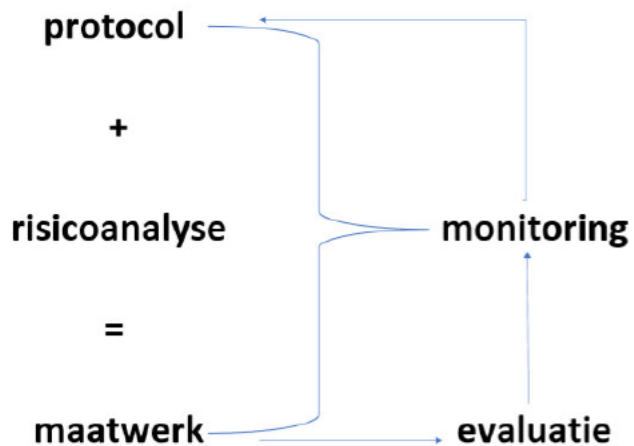 protocol
+
risicoanalyse
monitoring
=
maatwerk
evaluatie